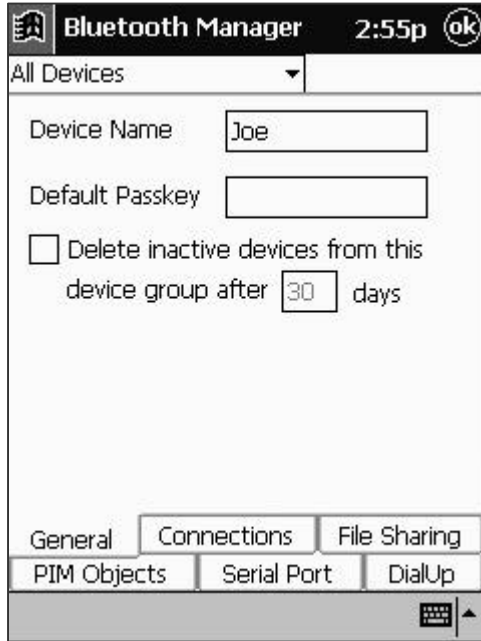 Bluetooth Manager 2:55p ok
All Devices
Device Name Joe
Default Passkey
Delete inactive devices from this
device group after 30 days
General Connections File Sharing
PIM Objects Serial Port DialUp